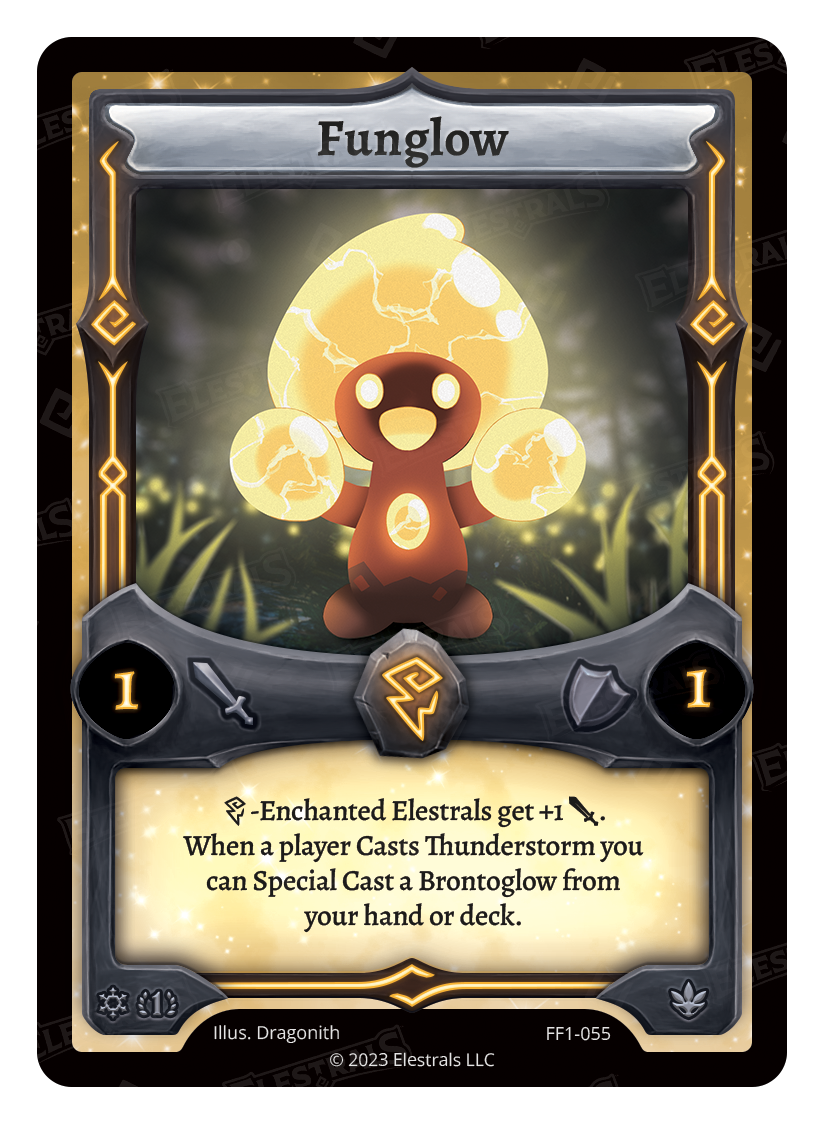 Funglow
1
1
-Enchanted Elestrals get +1 .
When a player Casts Thunderstorm you
can Special Cast a Brontoglow from
your hand or deck.
1
Illus. Dragonith
FF1-055
© 2023 Elestrals LLC
ELESTRALS